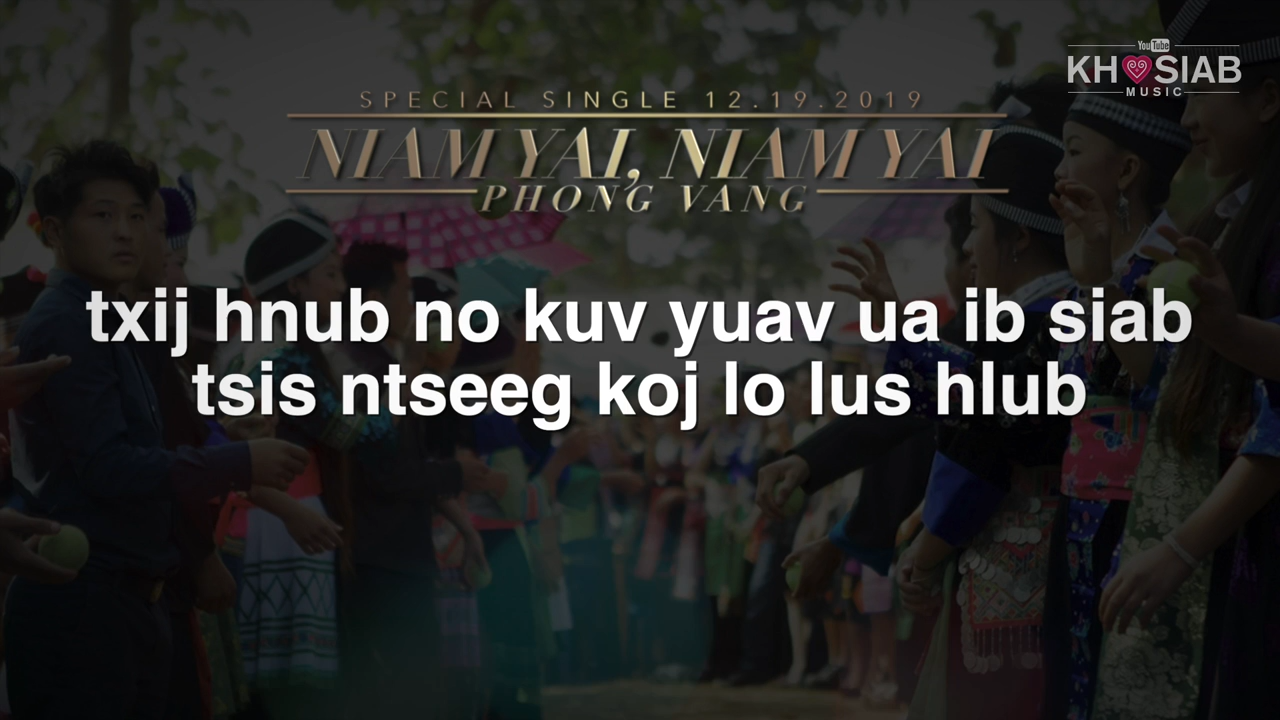 YouTube
KHOSIAB
MUSIC
SPECIAL SINGLE 12.19.2019
NIAM YAI, NIAM YAI
PHONG VANG
txij hnub no kuv yuav ua ib siab
tsis ntseeg koj lo lus hlub